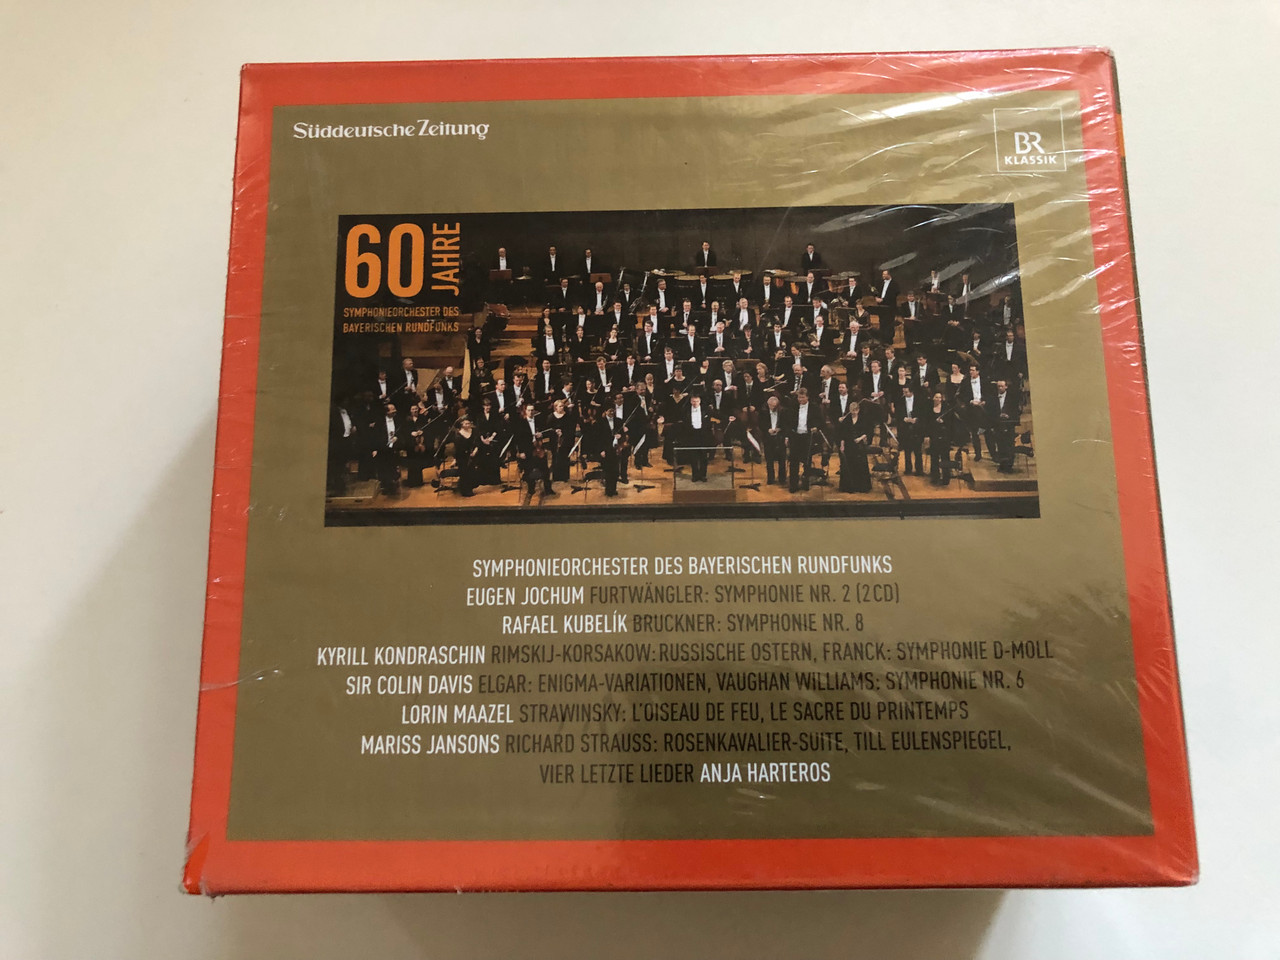 Süddeutsche Zeitung
BR
KLASSIK
60 JAHRE
SYMPHONIEORCHESTER DES
BAYERISCHEN RUNDFUNKS
SYMPHONIEORCHESTER DES BAYERISCHEN RUNDFUNKS
EUGEN JOCHUM FURTWÄNGLER: SYMPHONIE NR. 2 (2CD)
RAFAEL KUBELÍK BRUCKNER: SYMPHONIE NR. 8
KYRILL KONDRASCHIN RIMSKIJ-KORSAKOW: RUSSISCHE OSTERN, FRANCK: SYMPHONIE D-MOLL
SIR COLIN DAVIS ELGAR: ENIGMA-VARIATIONEN, VAUGHAN WILLIAMS: SYMPHONIE NR. 6
LORIN MAAZEL STRAWINSKY: L'OISEAU DE FEU, LE SACRE DU PRINTEMPS
MARISS JANSONS RICHARD STRAUSS: ROSENKAVALIER-SUITE, TILL EULENSPIEGEL,
VIER LETZTE LIEDER ANJA HARTEROS